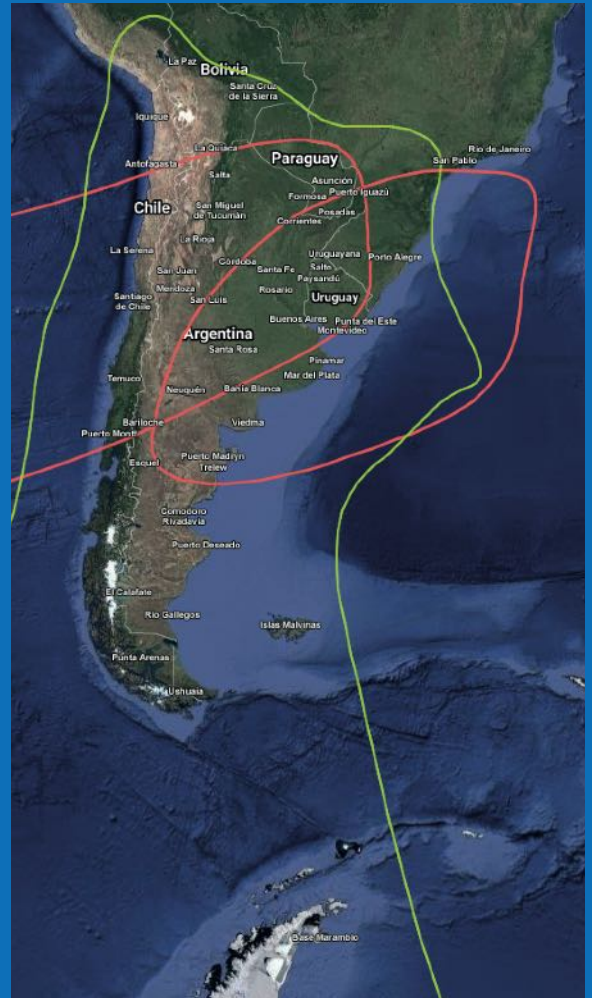 La Paz
Bolivia
Santa Cruz
de la Sierra
Iquique
Rio de Janeiro
La Quiaca
San Pablo
Antofagasta
Paraguay
Salta
Asunción
Formosa
Puerto Iguazú
Chile
San Miguel
de Tucumán
Posadas
Corrientes
La Rioja
La Serena
Uruguayana
Porto Alegre
Córdoba
Santa Fe
Salto
San Juan
Paysandú
Mendoza
Rosario
San Luis
Uruguay
Santiago
de Chile
Buenos Aires
Punta del Este
Montevideo
Argentina
Santa Rosa
Pinamar
Mar del Plata
Temuco
Neuquén
Bahía Blanca
Bariloche
Viedma
Puerto Montt
Esquel
Puerto Madryn
Trelew
Comodoro
Rivadavia
Puerto Deseado
El Calafate
Río Gallegos
Islas Malvinas
Punta Arenas
Ushuaia
Base Marambio